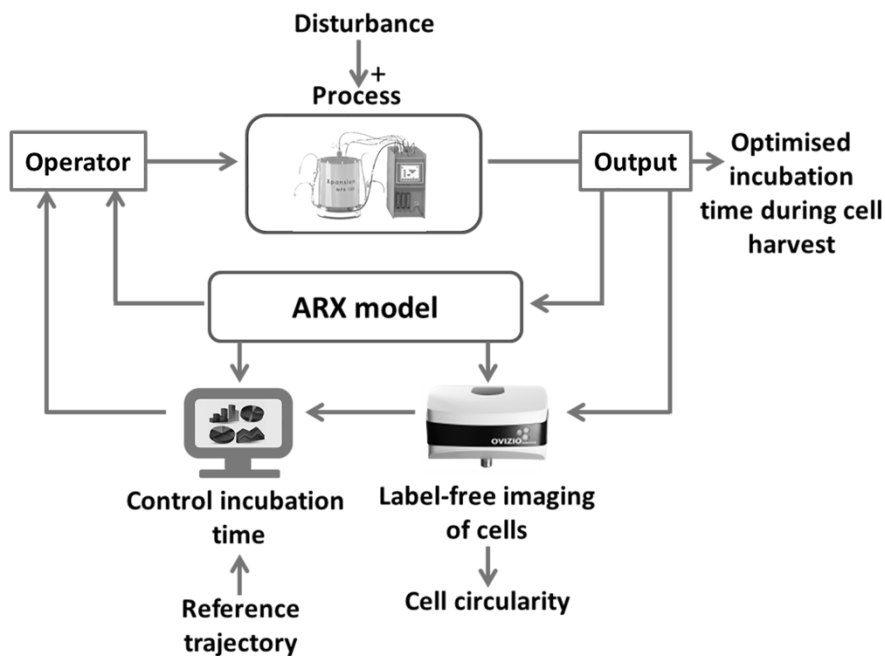 Disturbance
+
Process
Operator
Xpansion
Output
Optimised
incubation
time during cell
harvest
ARX model
OVIZIO
Control incubation
time
Label-free imaging
of cells
Reference
trajectory
Cell circularity